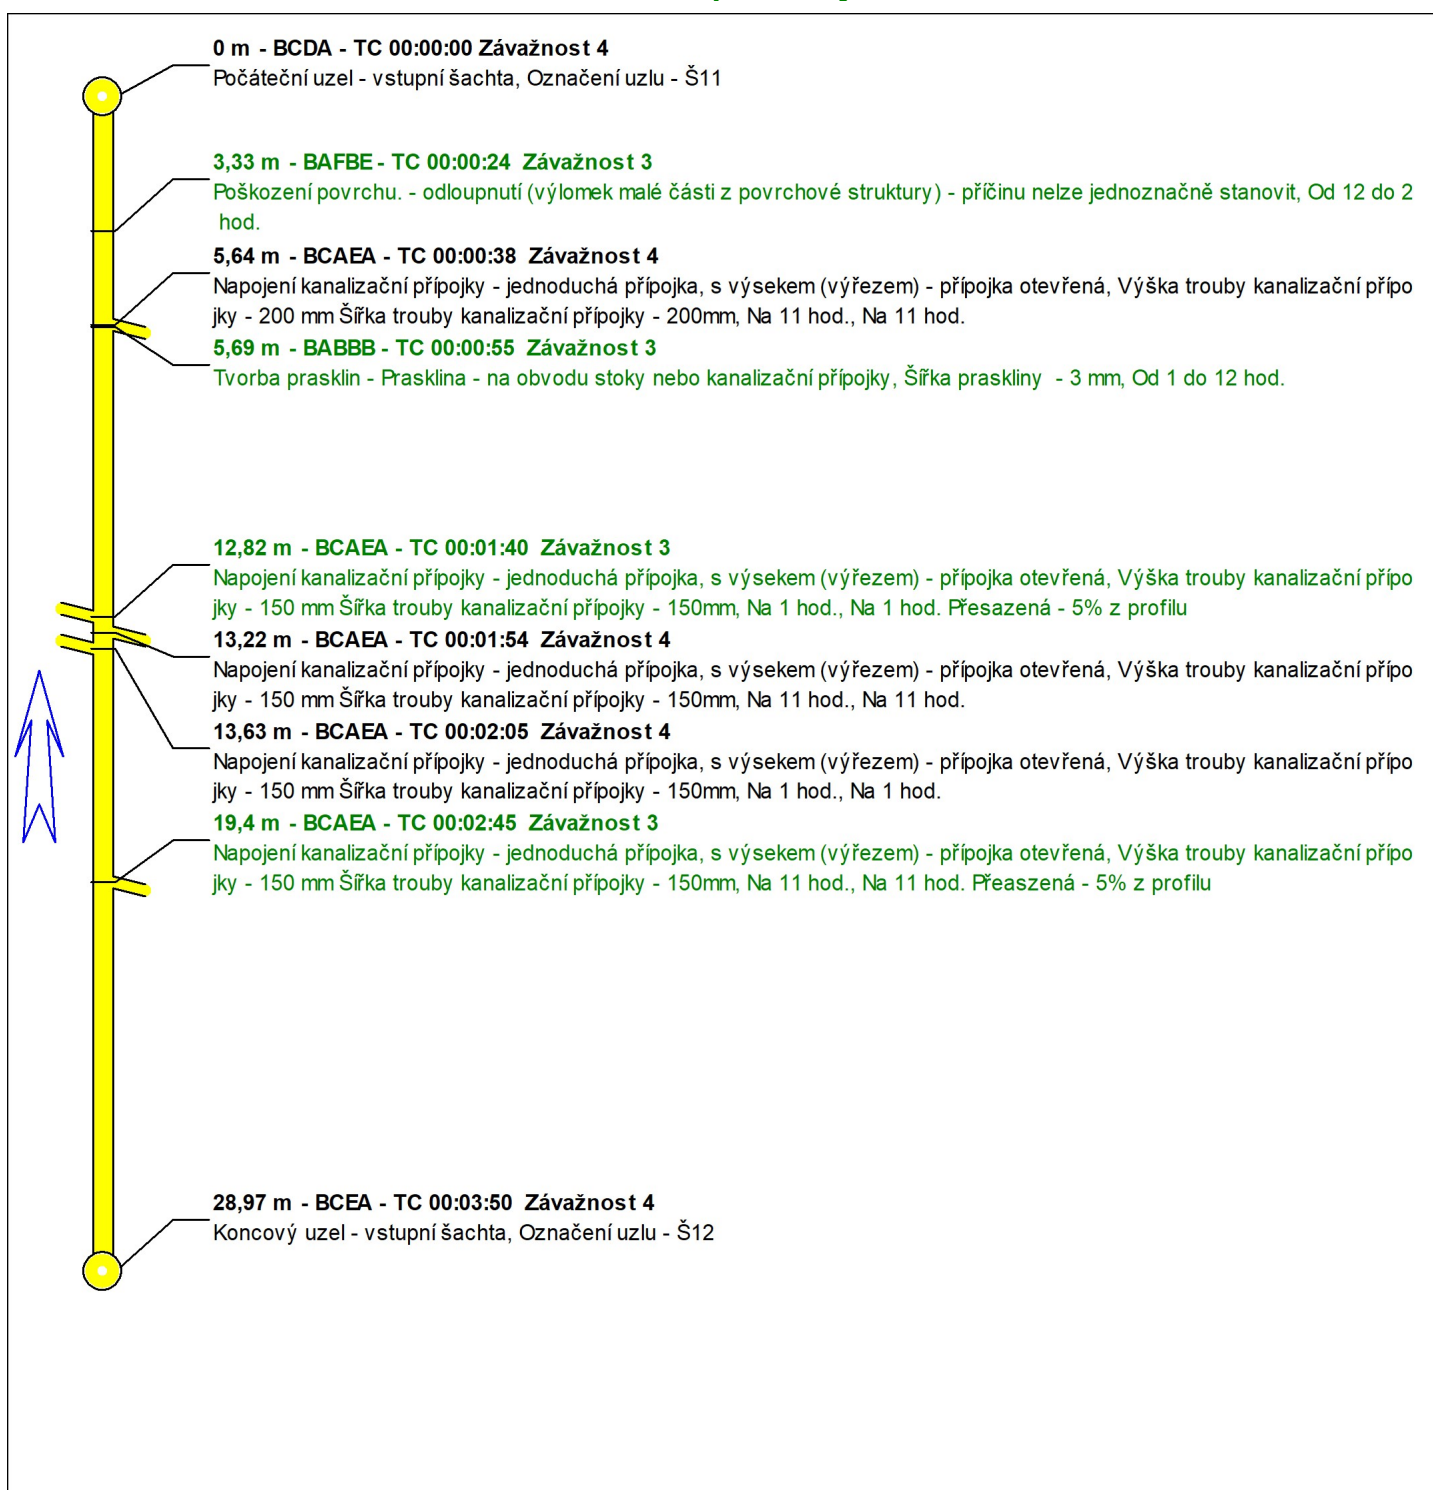 0 m - BCDA - TC 00:00:00 Závažnost 4
Počáteční uzel - vstupní šachta, Označení uzlu - Š11
3,33 m - BAFBE - TC 00:00:24 Závažnost 3
Poškození povrchu. - odloupnutí (výlomek malé části z povrchové struktury) - příčinu nelze jednoznačně stanovit, Od 12 do 2
hod.
5,64 m - BCAEA - TC 00:00:38 Závažnost 4
Napojení kanalizační přípojky - jednoduchá přípojka, s výsekem (výřezem) - přípojka otevřená, Výška trouby kanalizační přípo
jky - 200 mm Šířka trouby kanalizační přípojky - 200mm, Na 11 hod., Na 11 hod.
5,69 m - BABBB - TC 00:00:55 Závažnost 3
Tvorba prasklin - Prasklina - na obvodu stoky nebo kanalizační přípojky, Šířka praskliny - 3 mm, Od 1 do 12 hod.
12,82 m - BCAEA - TC 00:01:40 Závažnost 3
Napojení kanalizační přípojky - jednoduchá přípojka, s výsekem (výřezem) - přípojka otevřená, Výška trouby kanalizační přípo
jky - 150 mm Šířka trouby kanalizační přípojky - 150mm, Na 1 hod., Na 1 hod. Přesazená - 5% z profilu
13,22 m - BCAEA - TC 00:01:54 Závažnost 4
Napojení kanalizační přípojky - jednoduchá přípojka, s výsekem (výřezem) - přípojka otevřená, Výška trouby kanalizační přípo
jky - 150 mm Šířka trouby kanalizační přípojky - 150mm, Na 11 hod., Na 11 hod.
13,63 m - BCAEA - TC 00:02:05 Závažnost 4
Napojení kanalizační přípojky - jednoduchá přípojka, s výsekem (výřezem) - přípojka otevřená, Výška trouby kanalizační přípo
jky - 150 mm Šířka trouby kanalizační přípojky - 150mm, Na 1 hod., Na 1 hod.
19,4 m - BCAEA - TC 00:02:45 Závažnost 3
Napojení kanalizační přípojky - jednoduchá přípojka, s výsekem (výřezem) - přípojka otevřená, Výška trouby kanalizační přípo
jky - 150 mm Šířka trouby kanalizační přípojky - 150mm, Na 11 hod., Na 11 hod. Přeaszená - 5% z profilu
28,97 m - BCEA - TC 00:03:50 Závažnost 4
Koncový uzel - vstupní šachta, Označení uzlu - Š12